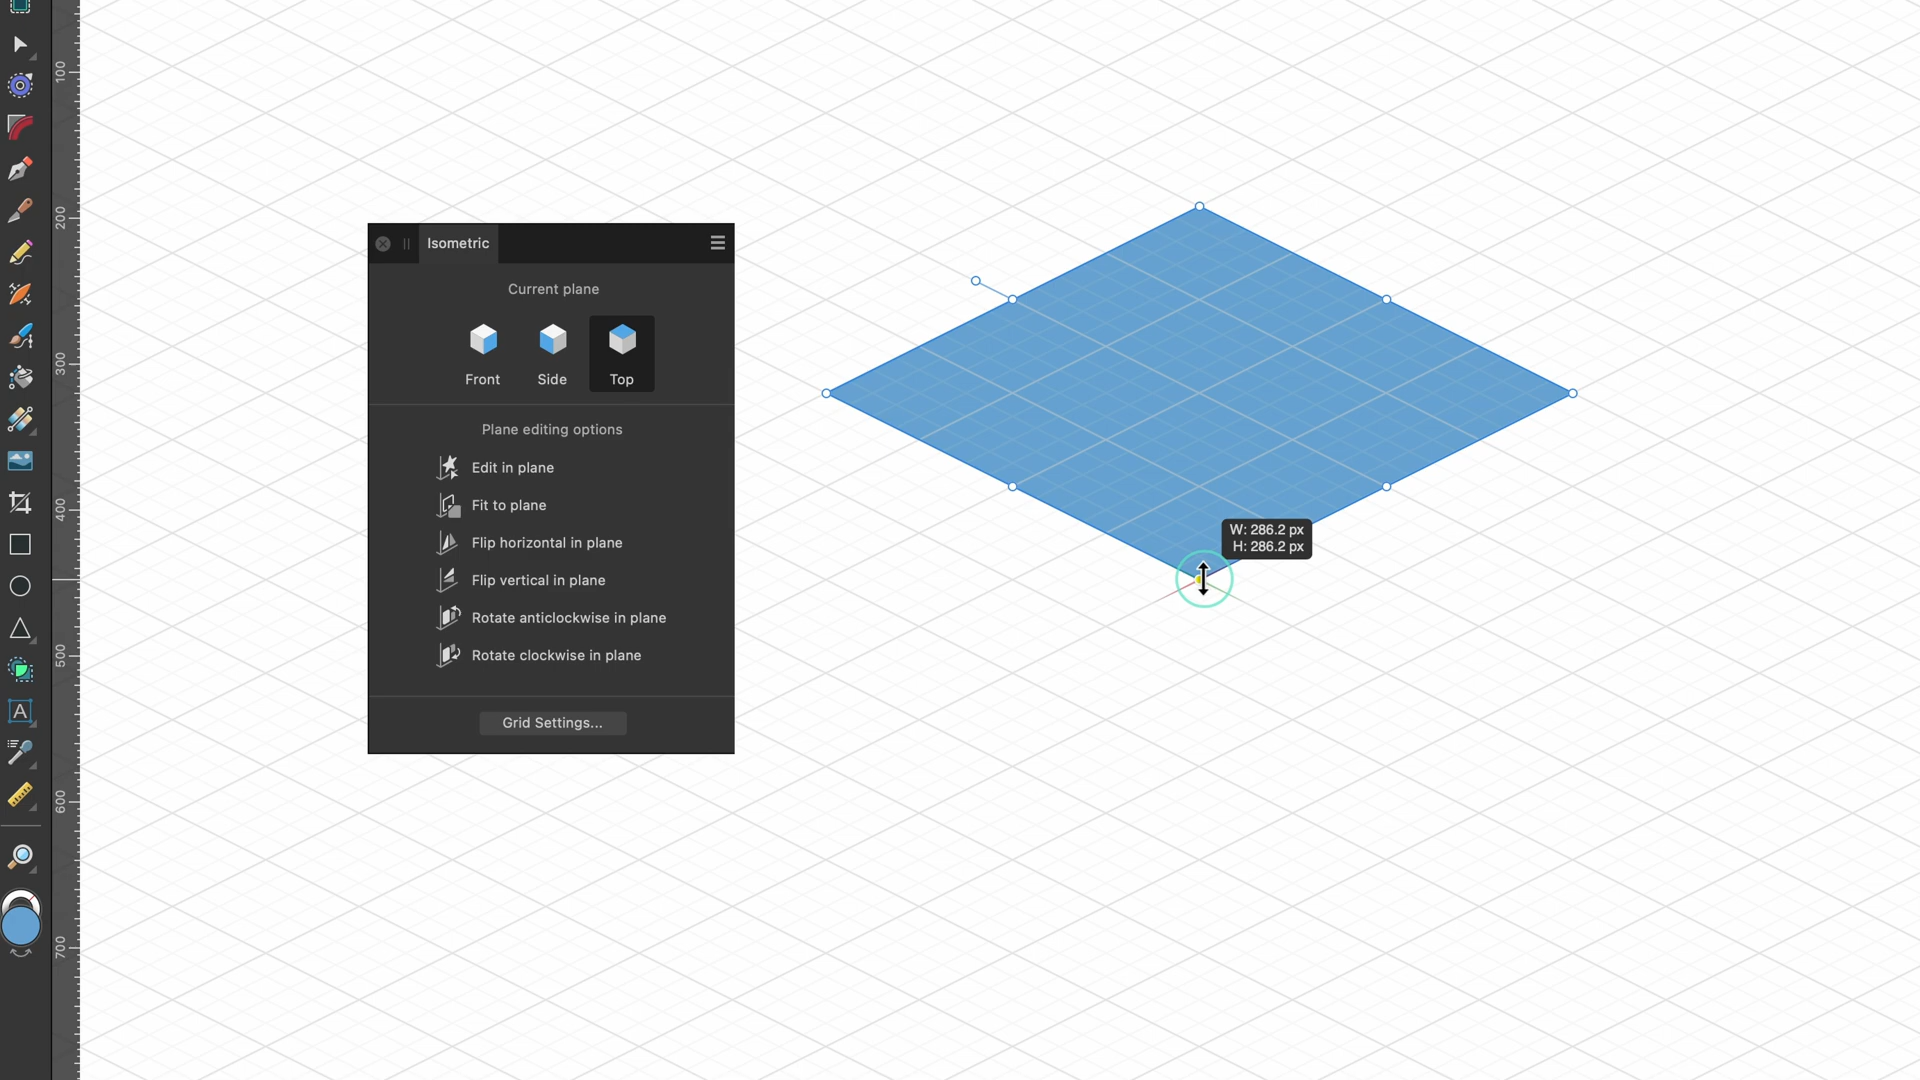 100
200
300
400
500
600
700
Isometric
Current plane
Front Side Top
Plane editing options
Edit in plane
Fit to plane
Flip horizontal in plane
Flip vertical in plane
Rotate anticlockwise in plane
Rotate clockwise in plane
Grid Settings...
W: 286.2 px
H: 286.2 px
A